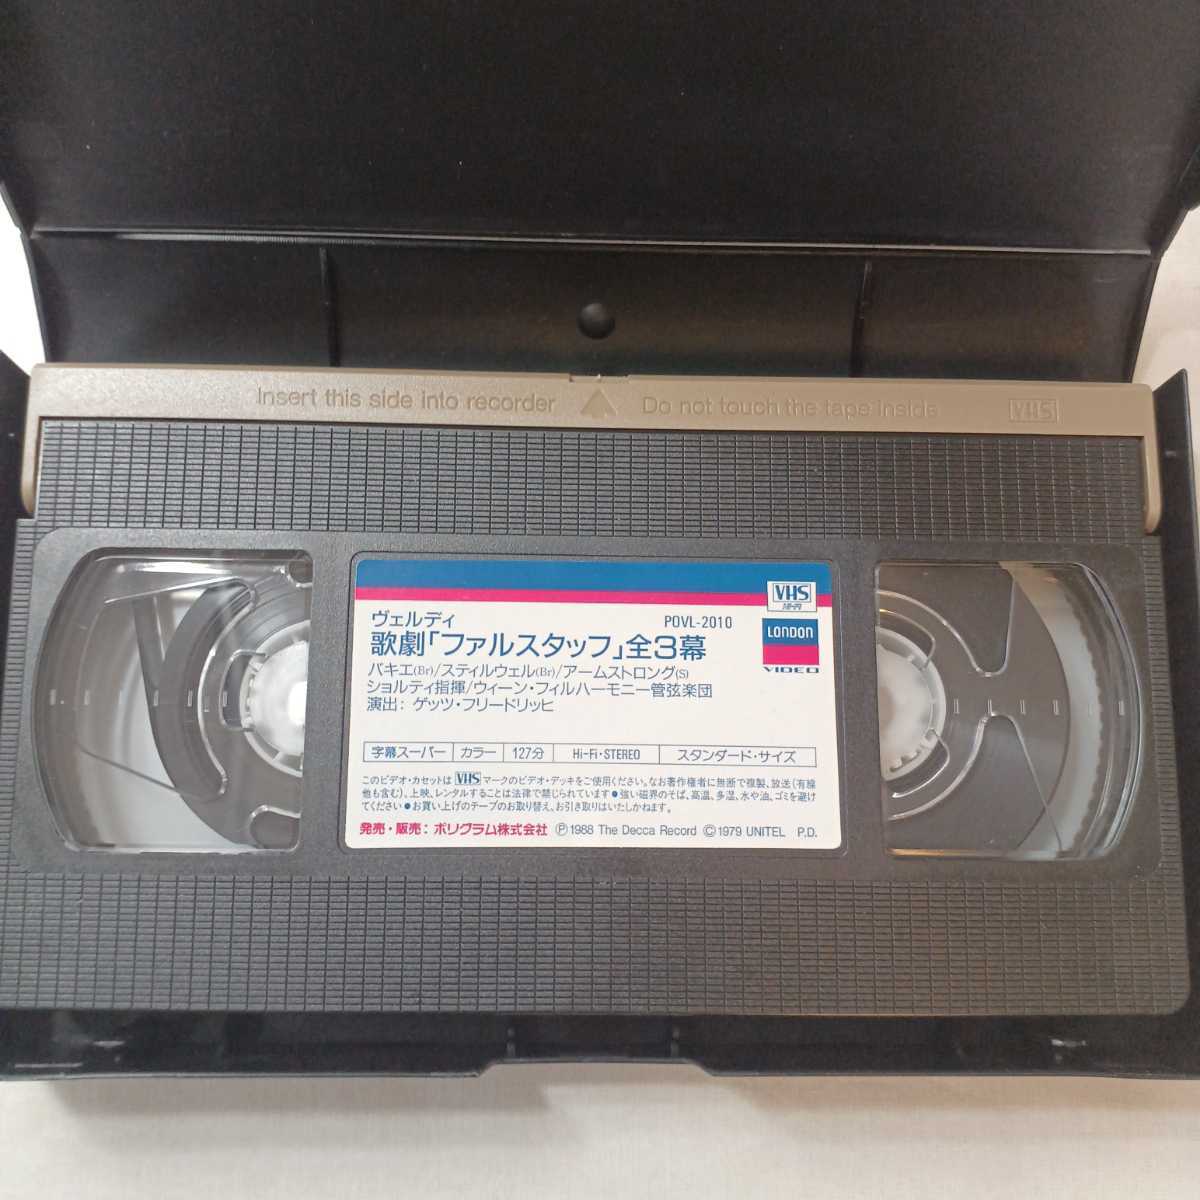 Insert this side into recorder Do not touch the tape inside VHS
VHS
HI-FI
ヴェルディ POVL-2010
歌劇「ファルスタッフ」全3幕
LONDON
VIDEO
バキエ(Br)/スティルウェル(Br)/アームストロング(S)
ショルティ指揮/ウィーン・フィルハーモニー管弦楽団
演出: ゲッツ・フリードリッヒ
字幕スーパー カラー 127分 Hi-Fi・STEREO スタンダード・サイズ
このビデオ・カセットは VHS マークのビデオ・デッキをご使用ください。なお著作権者に無断で複製、放送(有線
他も含む)、上映、レンタルすることは法律で禁じられています●強い磁界のそば、高温、多湿、水や油、ゴミを避け
てください●お買い上げのテープのお取り替え、お引き取りはいたしかねます。
発売・販売: ポリグラム株式会社 Ⓟ1988 The Decca Record ©1979 UNITEL P.D.